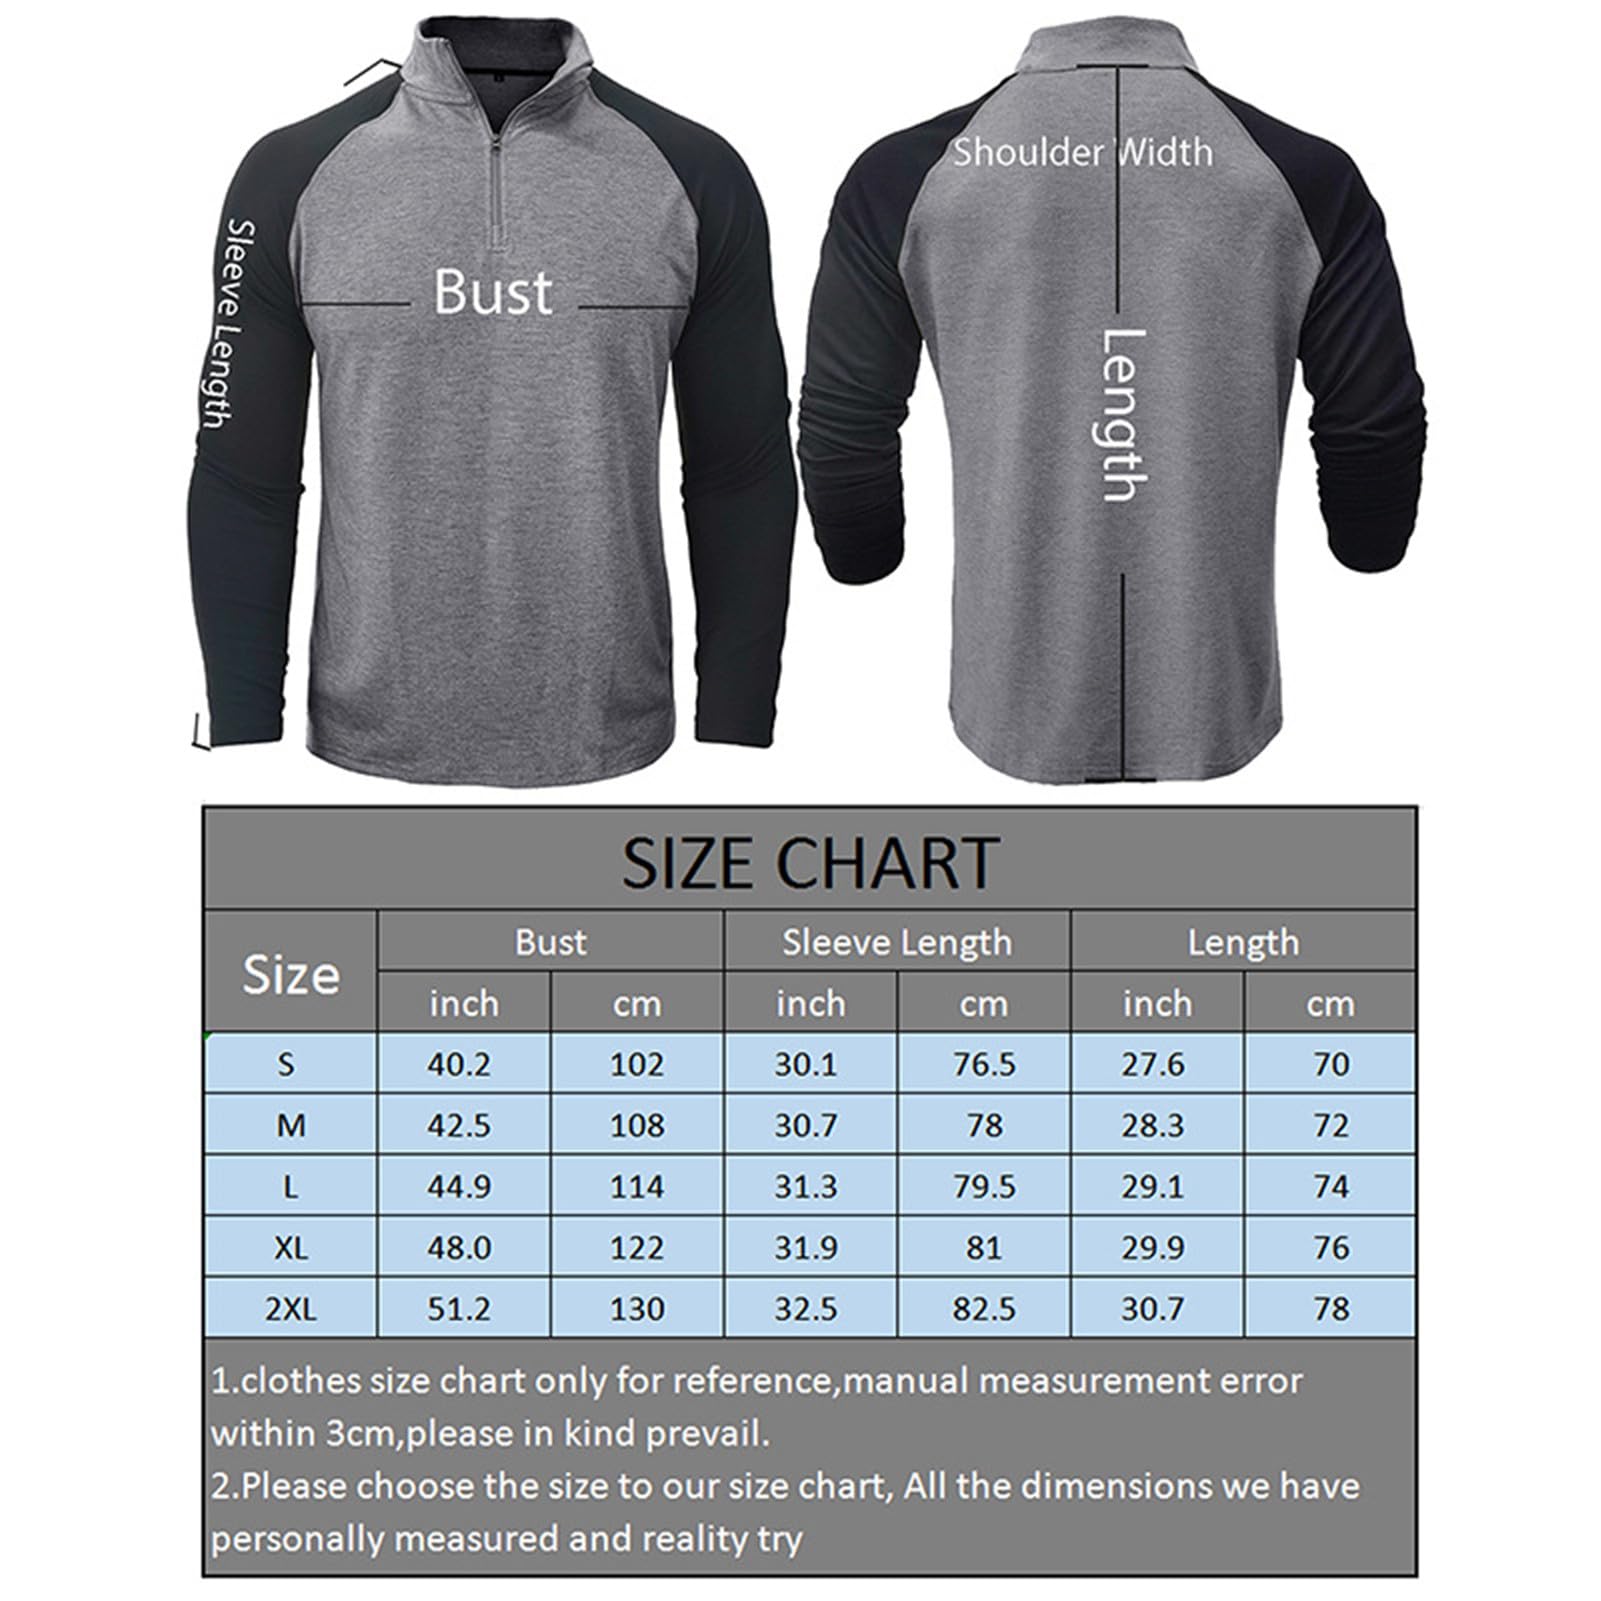 Sleeve Length
Bust
Shoulder Width
Length
SIZE CHART
Size Bust Sleeve Length Length
inch cm inch cm inch cm
S 40.2 102 30.1 76.5 27.6 70
M 42.5 108 30.7 78 28.3 72
L 44.9 114 31.3 79.5 29.1 74
XL 48.0 122 31.9 81 29.9 76
2XL 51.2 130 32.5 82.5 30.7 78
1.clothes size chart only for reference,manual measurement error
within 3cm,please in kind prevail.
2.Please choose the size to our size chart, All the dimensions we have
personally measured and reality try